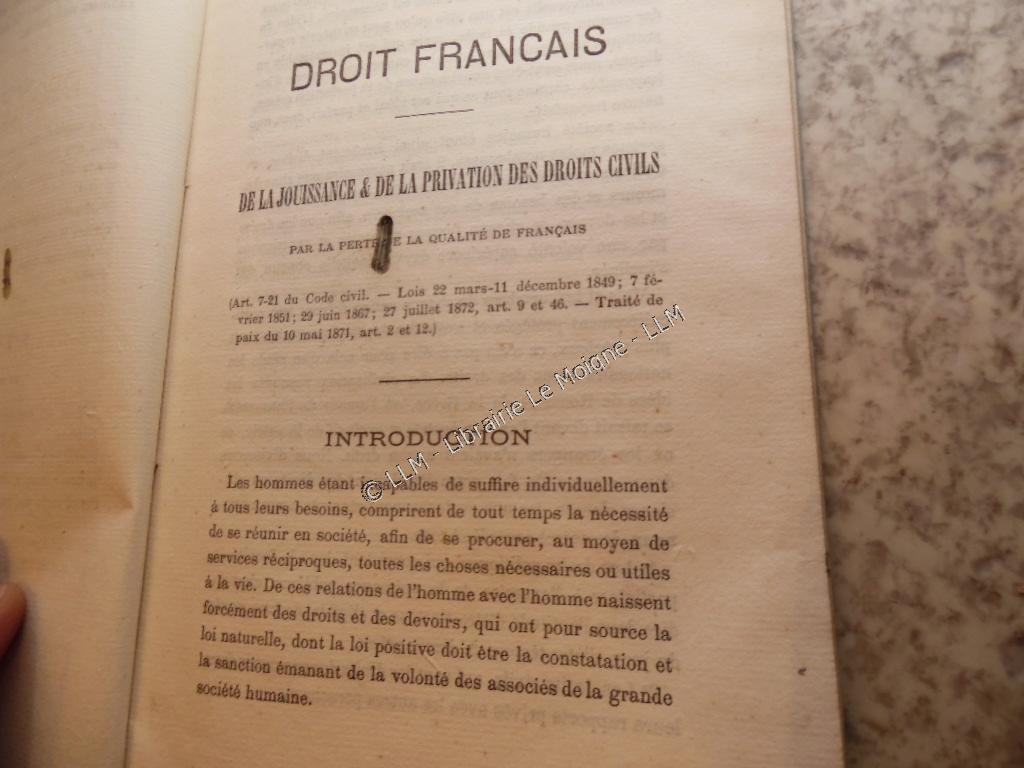 DROIT FRANCAIS
DE LA JOUISSANCE & DE LA PRIVATION DES DROITS CIVILS
PAR LA PERTE DE LA QUALITÉ DE FRANÇAIS
(Art. 7-21 du Code civil. — Lois 22 mars-11 décembre 1849; 7 fé-
vrier 1851; 29 juin 1867; 27 juillet 1872, art. 9 et 46. — Traité de
paix du 10 mai 1871, art. 2 et 12.)
INTRODUCTION
Les hommes étant incapables de suffire individuellement
à tous leurs besoins, comprirent de tout temps la nécessité
de se réunir en société, afin de se procurer, au moyen de
services réciproques, toutes les choses nécessaires ou utiles
à la vie. De ces relations de l'homme avec l'homme naissent
forcément des droits et des devoirs, qui ont pour source la
loi naturelle, dont la loi positive doit être la constatation et
la sanction émanant de la volonté des associés de la grande
société humaine.
© LLM - Librairie Le Moigne - LLM